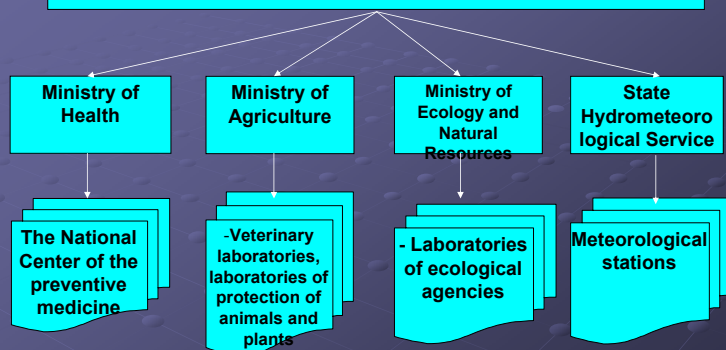 Ministry of
Health
Ministry of
Agriculture
Ministry of
Ecology and
Natural
Resources
State
Hydrometeoro
logical Service
The National
Center of the
preventive
medicine
-Veterinary
laboratories,
laboratories of
protection of
animals and
plants
- Laboratories
of ecological
agencies
Meteorological
stations